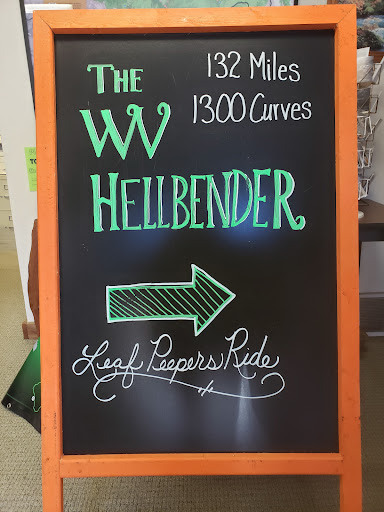 The
132 Miles
1300 Curves
WV
Hellbender
Leaf Peepers Ride